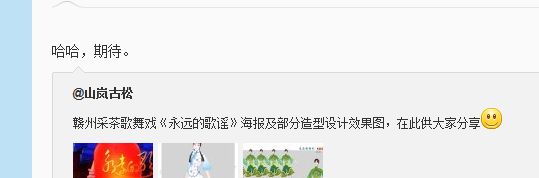 哈哈，期待。
@山岚古松
赣州采茶歌舞戏《永远的歌谣》海报及部分造型设计效果图，在此供大家分享